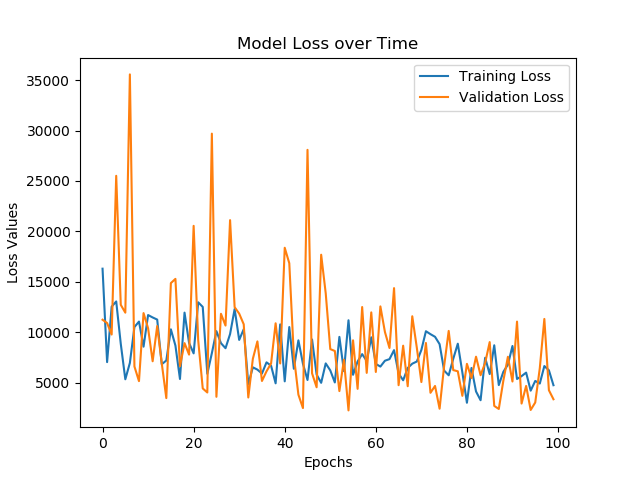 Model Loss over Time
Training Loss
Validation Loss
35000
30000
25000
20000
15000
10000
5000
Loss Values
0 20 40 60 80 100
Epochs